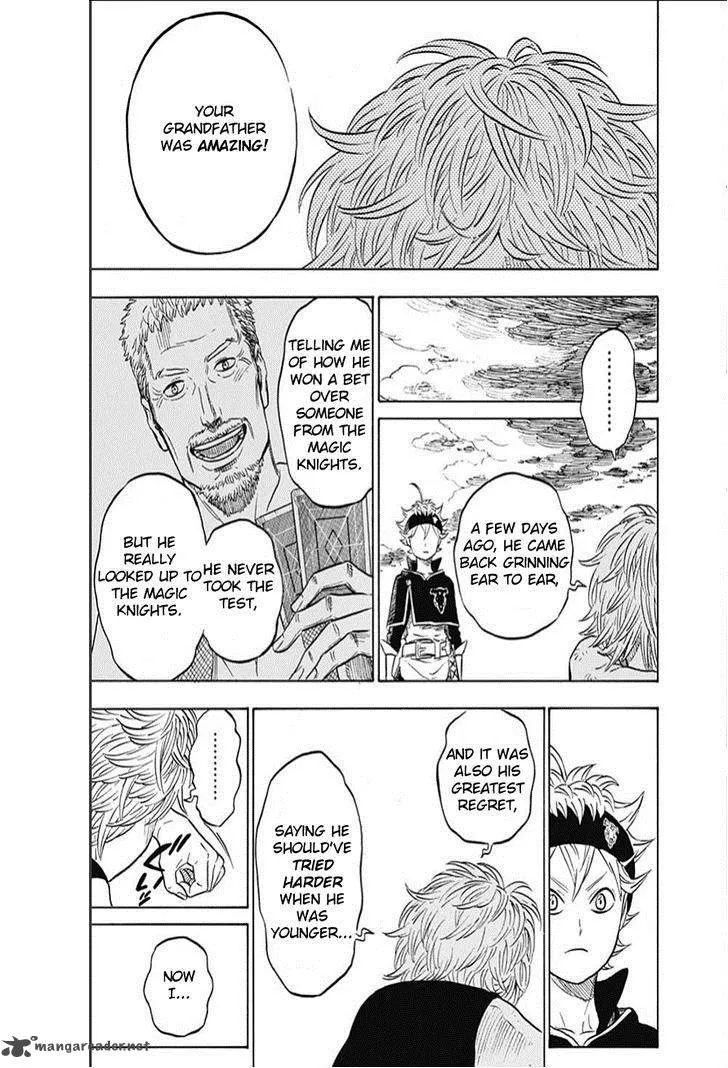 YOUR
GRANDFATHER
WAS AMAZING!
.........
A FEW DAYS
AGO, HE CAME
BACK GRINNING
EAR TO EAR,
TELLING ME
OF HOW HE
WON A BET
OVER
SOMEONE
FROM THE
MAGIC
KNIGHTS.
HE NEVER
TOOK THE
TEST,
BUT HE
REALLY
LOOKED UP TO
THE MAGIC
KNIGHTS.
AND IT WAS
ALSO HIS
GREATEST
REGRET,
SAYING HE
SHOULD'VE
TRIED
HARDER
WHEN HE
WAS
YOUNGER...
.........
NOW
I...
mangareader.net